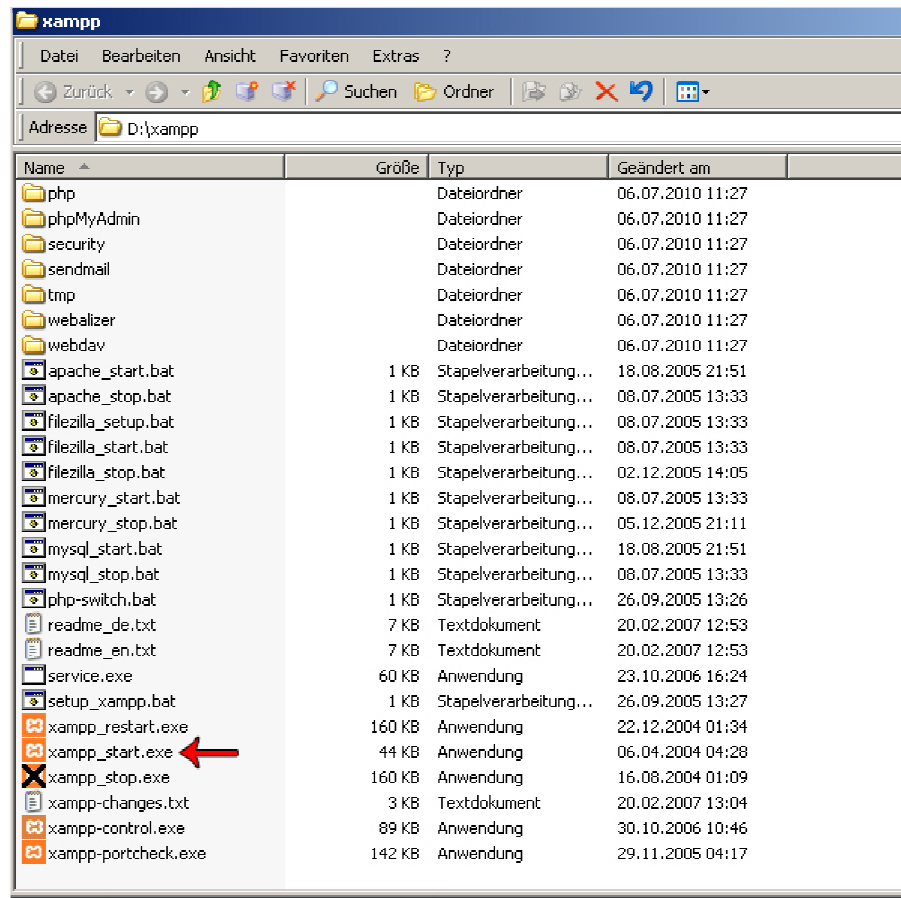 xampp
Datei Bearbeiten Ansicht Favoriten Extras ?
Zurück Suchen Ordner
Adresse D:\xampp
Name Größe Typ Geändert am
php Dateiordner 06.07.2010 11:27
phpMyAdmin Dateiordner 06.07.2010 11:27
security Dateiordner 06.07.2010 11:27
sendmail Dateiordner 06.07.2010 11:27
tmp Dateiordner 06.07.2010 11:27
webalizer Dateiordner 06.07.2010 11:27
webdav Dateiordner 06.07.2010 11:27
apache_start.bat 1 KB Stapelverarbeitung... 18.08.2005 21:51
apache_stop.bat 1 KB Stapelverarbeitung... 08.07.2005 13:33
filezilla_setup.bat 1 KB Stapelverarbeitung... 08.07.2005 13:33
filezilla_start.bat 1 KB Stapelverarbeitung... 08.07.2005 13:33
filezilla_stop.bat 1 KB Stapelverarbeitung... 02.12.2005 14:05
mercury_start.bat 1 KB Stapelverarbeitung... 08.07.2005 13:33
mercury_stop.bat 1 KB Stapelverarbeitung... 05.12.2005 21:11
mysql_start.bat 1 KB Stapelverarbeitung... 18.08.2005 21:51
mysql_stop.bat 1 KB Stapelverarbeitung... 08.07.2005 13:33
php-switch.bat 1 KB Stapelverarbeitung... 26.09.2005 13:26
readme_de.txt 7 KB Textdokument 20.02.2007 12:53
readme_en.txt 7 KB Textdokument 20.02.2007 12:53
service.exe 60 KB Anwendung 23.10.2006 16:24
setup_xampp.bat 1 KB Stapelverarbeitung... 26.09.2005 13:27
xampp_restart.exe 160 KB Anwendung 22.12.2004 01:34
xampp_start.exe 44 KB Anwendung 06.04.2004 04:28
xampp_stop.exe 160 KB Anwendung 16.08.2004 01:09
xampp-changes.txt 3 KB Textdokument 20.02.2007 13:04
xampp-control.exe 89 KB Anwendung 30.10.2006 10:46
xampp-portcheck.exe 142 KB Anwendung 29.11.2005 04:17